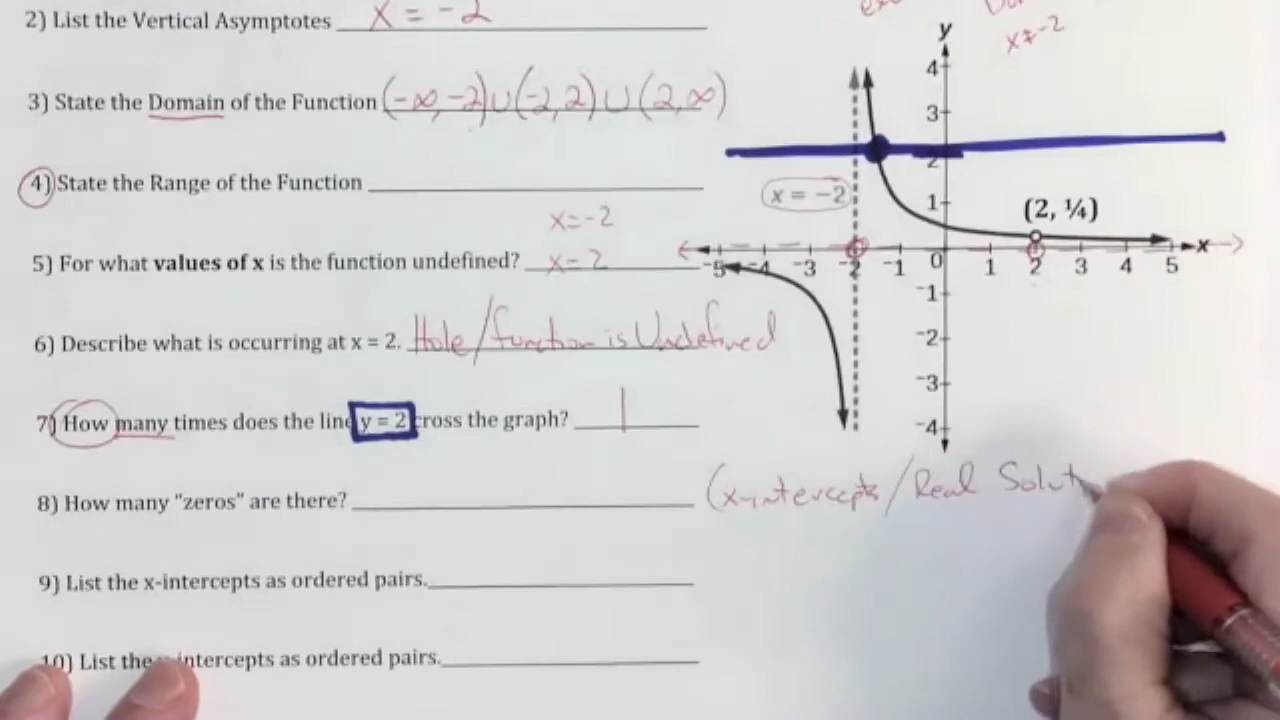 2) List the Vertical Asymptotes x = -2
x≠-2
3) State the Domain of the Function (-∞,-2)∪(-2,2)∪(2,∞)
4) State the Range of the Function
x=-2
5) For what values of x is the function undefined? x=2
6) Describe what is occurring at x = 2. Hole/function is Undefined
7) How many times does the line y = 2 cross the graph? 1
8) How many "zeros" are there? (x-intercepts/Real Solut
9) List the x-intercepts as ordered pairs.
10) List the intercepts as ordered pairs.
y
4
3
2
x = -2
1
(2, ¼)
x
-5 -4 -3 -2 -1 0 1 2 3 4 5
-1
-2
-3
-4